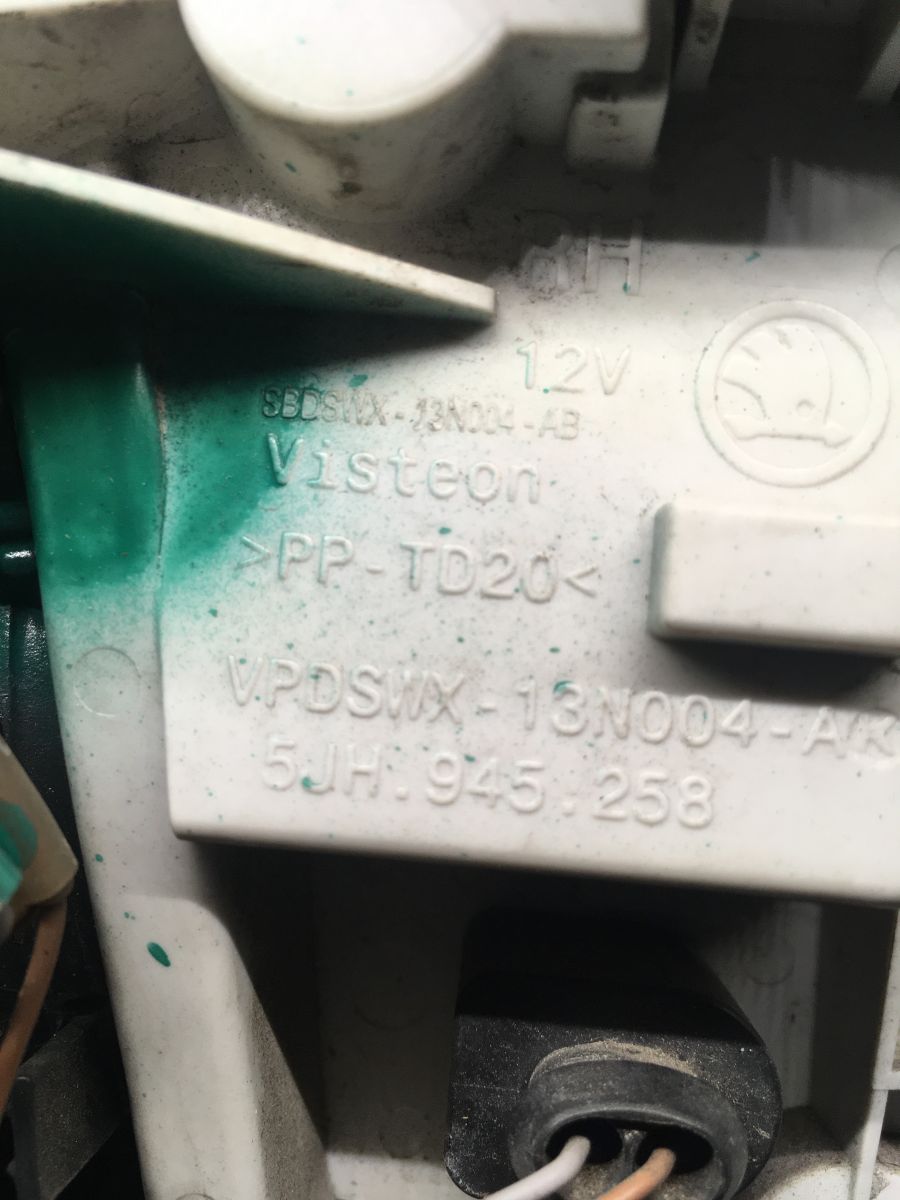 RH
12V
SBDSWX-13N004-AB
Visteon
>PP-TD20<
VPDSWX-13N004-AK
5JH.945.258